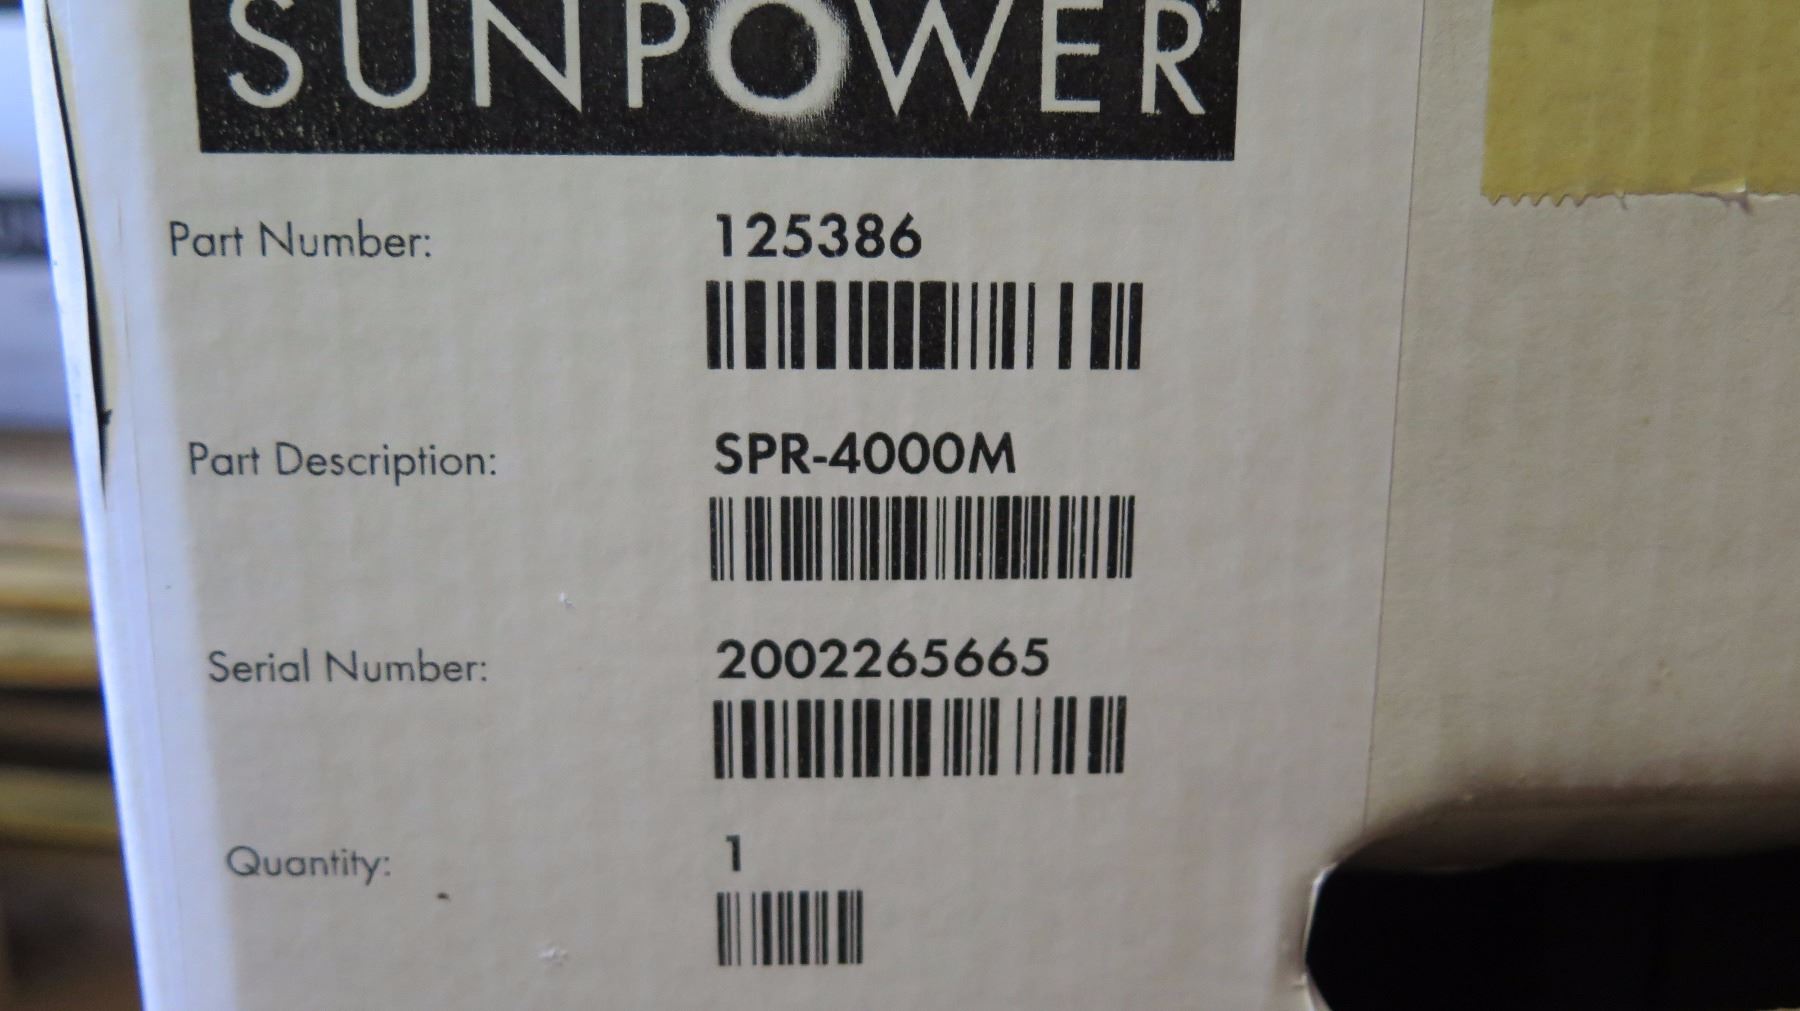 SUNPOWER
Part Number: 125386
Part Description: SPR-4000M
Serial Number: 2002265665
Quantity: 1